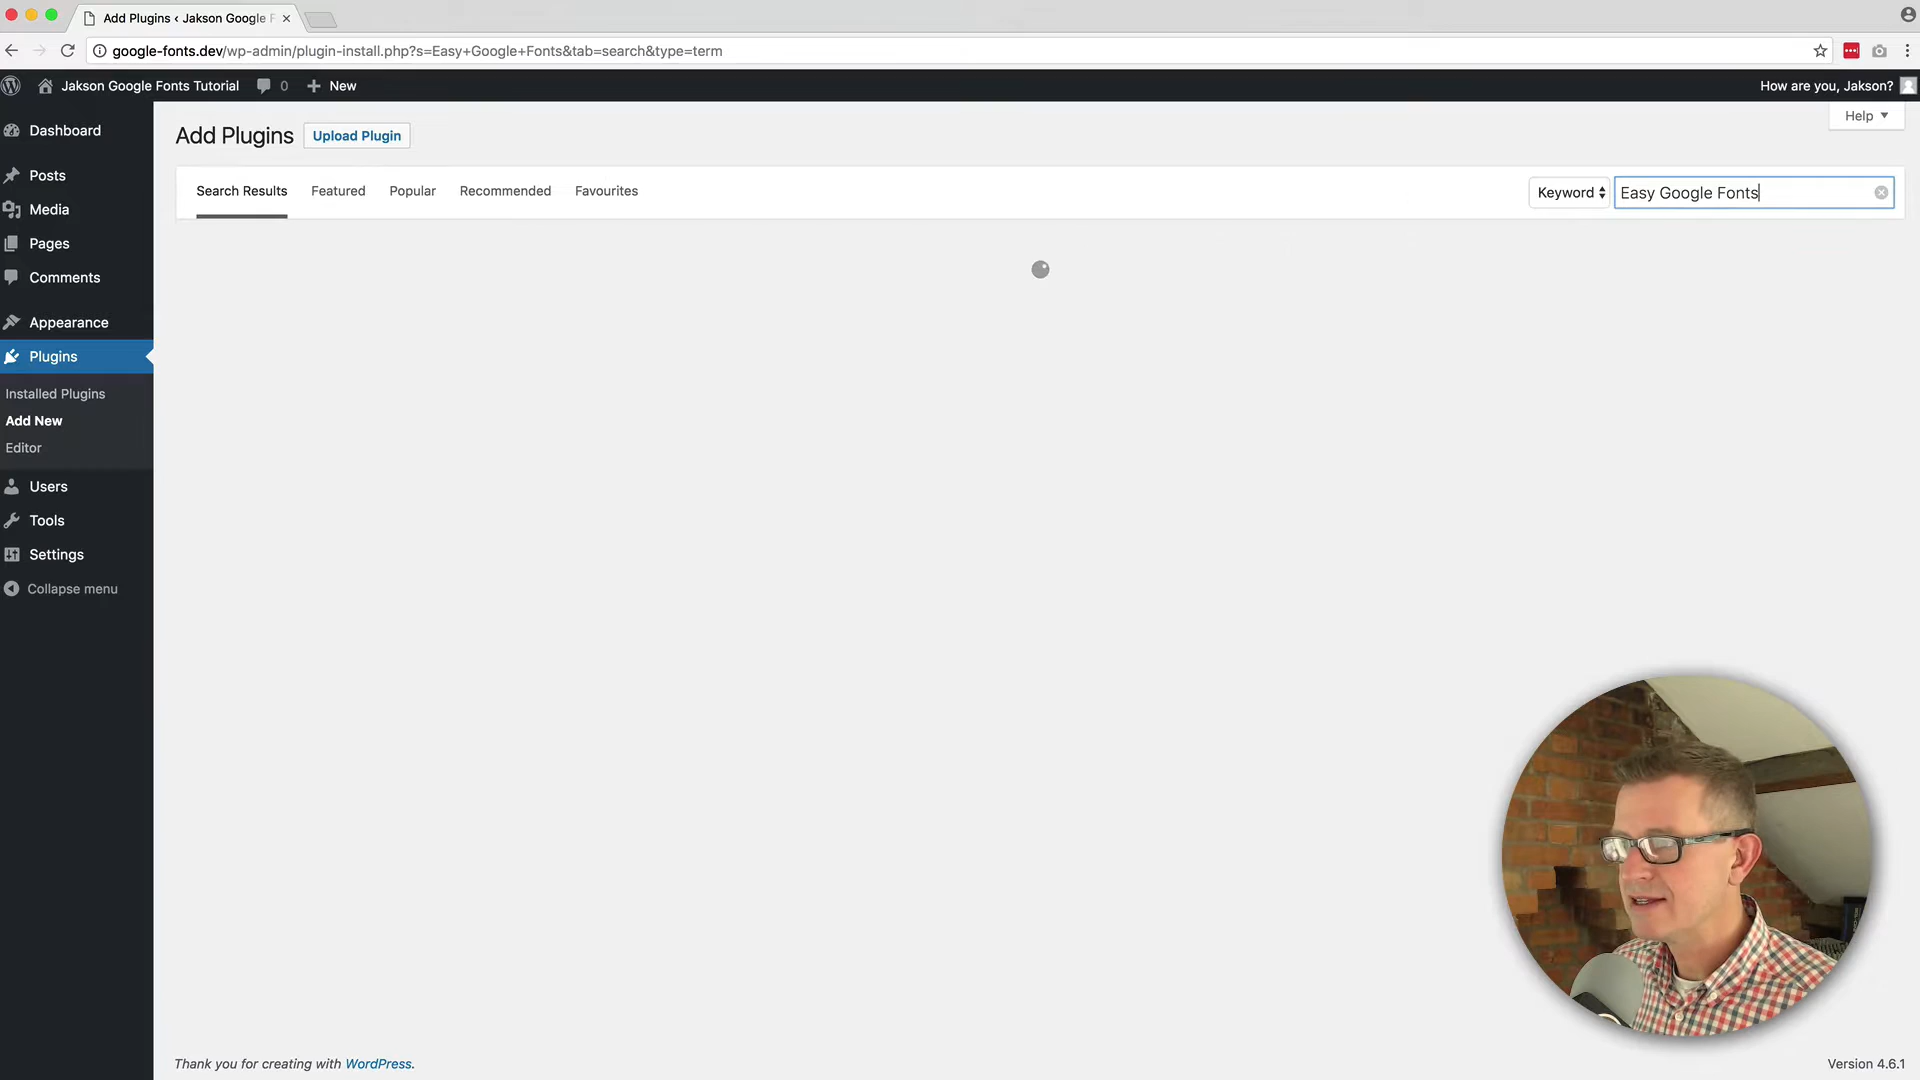 Add Plugins ‹ Jakson Google F
google-fonts.dev/wp-admin/plugin-install.php?s=Easy+Google+Fonts&tab=search&type=term
Jakson Google Fonts Tutorial 0 New How are you, Jakson?
Help
Dashboard
Posts
Media
Pages
Comments
Appearance
Plugins
Installed Plugins
Add New
Editor
Users
Tools
Settings
Collapse menu
Add Plugins Upload Plugin
Search Results Featured Popular Recommended Favourites Keyword Easy Google Fonts
Thank you for creating with WordPress. Version 4.6.1